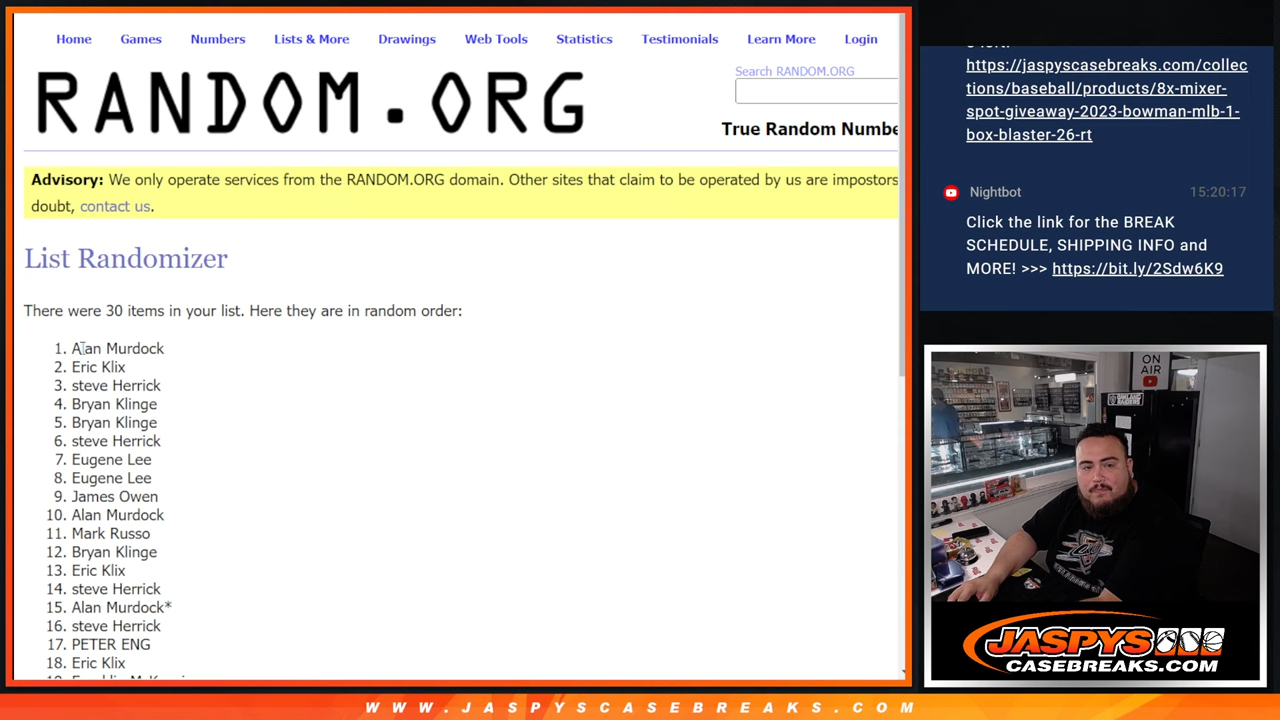 Home Games Numbers Lists & More Drawings Web Tools Statistics Testimonials Learn More Login
RANDOM.ORG
Search RANDOM.ORG
True Random Numbe
Advisory: We only operate services from the RANDOM.ORG domain. Other sites that claim to be operated by us are impostors
doubt, contact us.
List Randomizer
There were 30 items in your list. Here they are in random order:
1. Alan Murdock
2. Eric Klix
3. steve Herrick
4. Bryan Klinge
5. Bryan Klinge
6. steve Herrick
7. Eugene Lee
8. Eugene Lee
9. James Owen
10. Alan Murdock
11. Mark Russo
12. Bryan Klinge
13. Eric Klix
14. steve Herrick
15. Alan Murdock*
16. steve Herrick
17. PETER ENG
18. Eric Klix
https://jaspyscasebreaks.com/collec
tions/baseball/products/8x-mixer-
spot-giveaway-2023-bowman-mlb-1-
box-blaster-26-rt
Nightbot 15:20:17
Click the link for the BREAK
SCHEDULE, SHIPPING INFO and
MORE! >>> https://bit.ly/2Sdw6K9
ON
AIR
JASPYS
CASEBREAKS.COM
WWW.JASPYSCASEBREAKS.COM